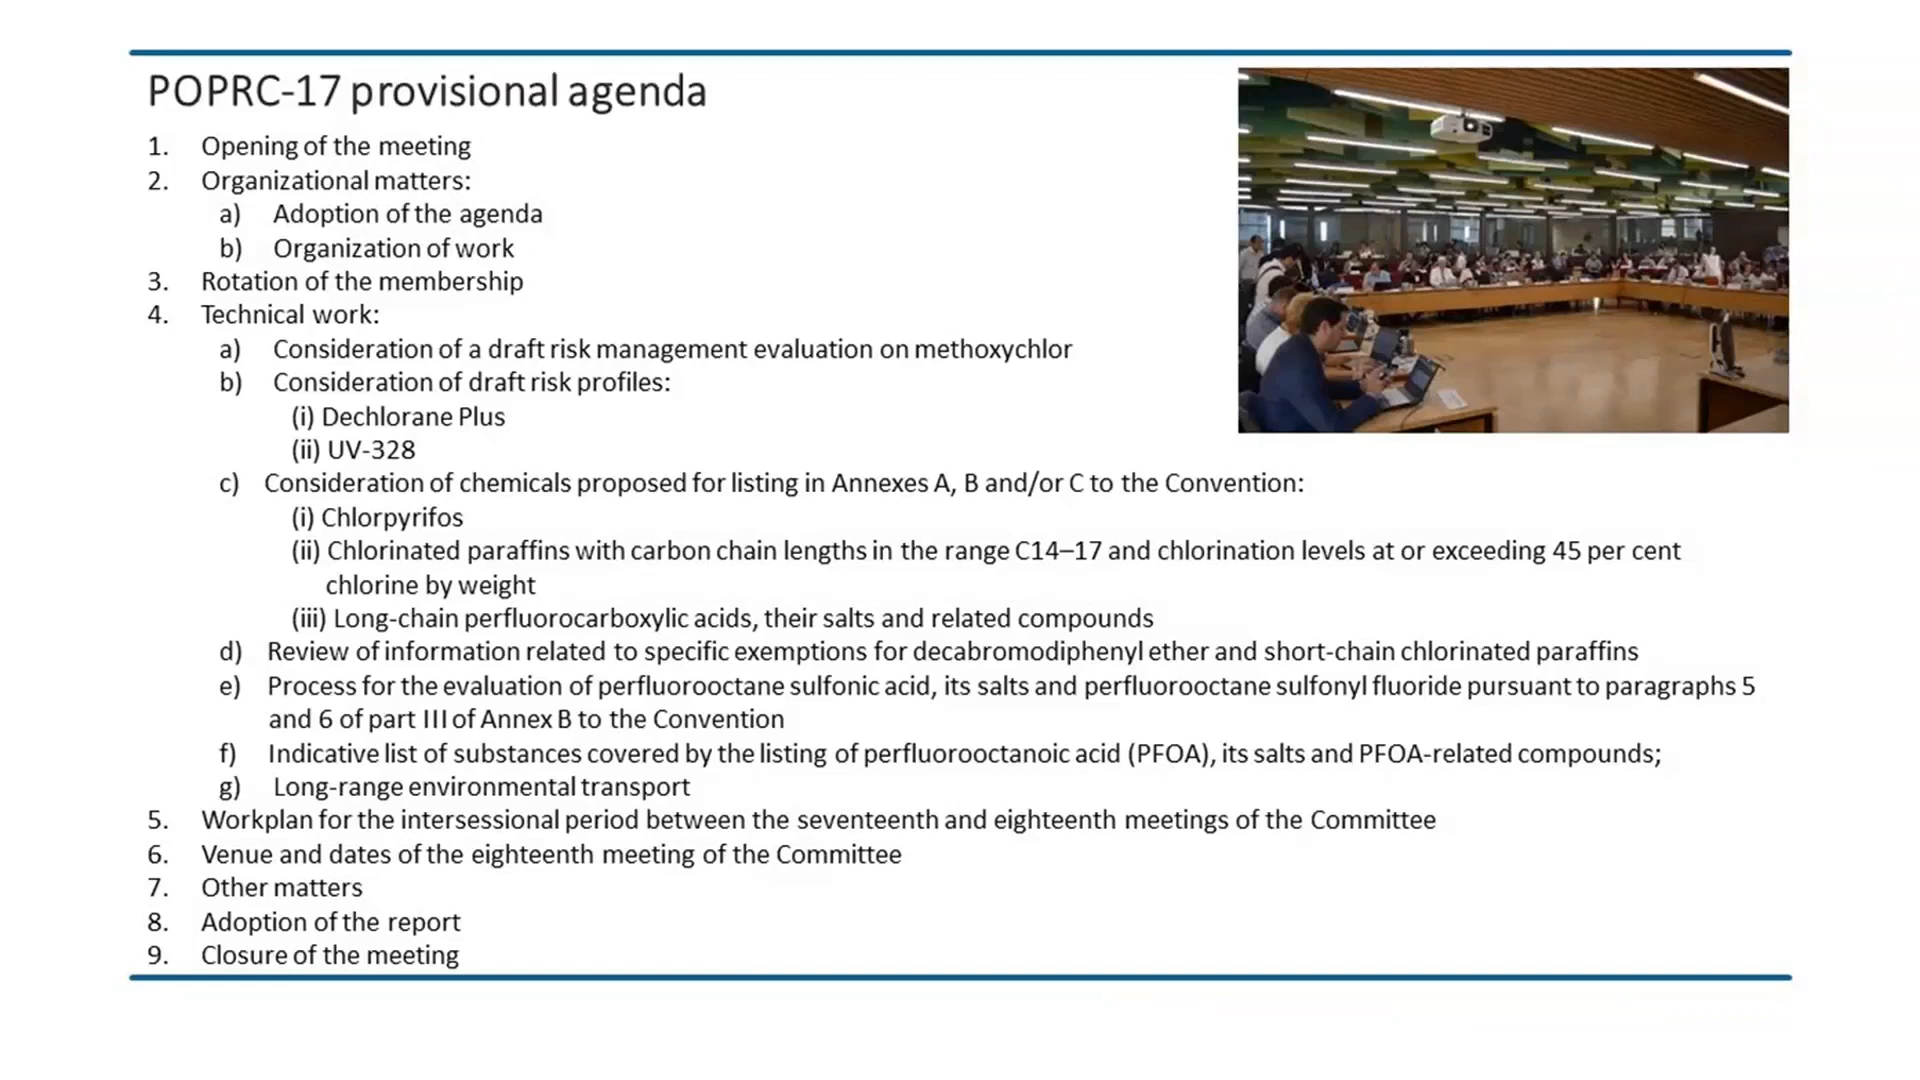 POPRC-17 provisional agenda
1. Opening of the meeting
2. Organizational matters:
a) Adoption of the agenda
b) Organization of work
3. Rotation of the membership
4. Technical work:
a) Consideration of a draft risk management evaluation on methoxychlor
b) Consideration of draft risk profiles:
(i) Dechlorane Plus
(ii) UV-328
c) Consideration of chemicals proposed for listing in Annexes A, B and/or C to the Convention:
(i) Chlorpyrifos
(ii) Chlorinated paraffins with carbon chain lengths in the range C14–17 and chlorination levels at or exceeding 45 per cent
chlorine by weight
(iii) Long-chain perfluorocarboxylic acids, their salts and related compounds
d) Review of information related to specific exemptions for decabromodiphenyl ether and short-chain chlorinated paraffins
e) Process for the evaluation of perfluorooctane sulfonic acid, its salts and perfluorooctane sulfonyl fluoride pursuant to paragraphs 5
and 6 of part III of Annex B to the Convention
f) Indicative list of substances covered by the listing of perfluorooctanoic acid (PFOA), its salts and PFOA-related compounds;
g) Long-range environmental transport
5. Workplan for the intersessional period between the seventeenth and eighteenth meetings of the Committee
6. Venue and dates of the eighteenth meeting of the Committee
7. Other matters
8. Adoption of the report
9. Closure of the meeting